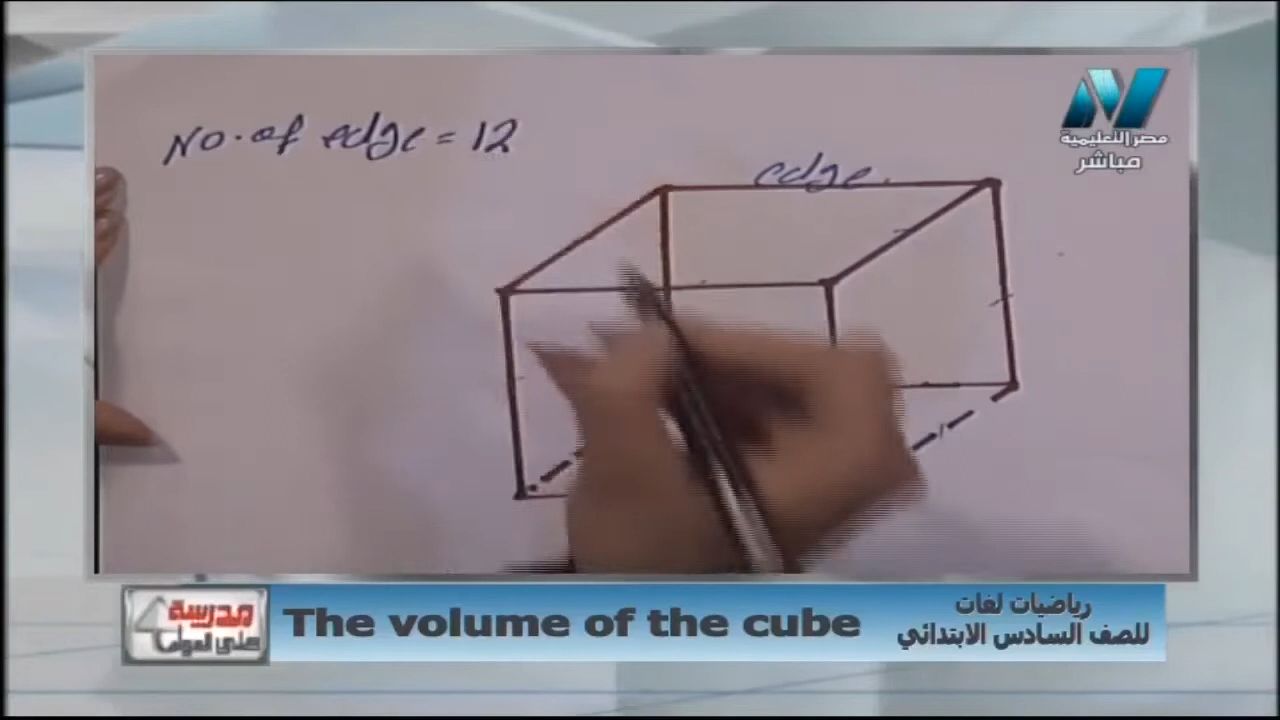 No. of edge = 12
edge
مصر التعليمية
مباشر
مدرسة
على الهواء
The volume of the cube
رياضيات لغات
للصف السادس الابتدائي